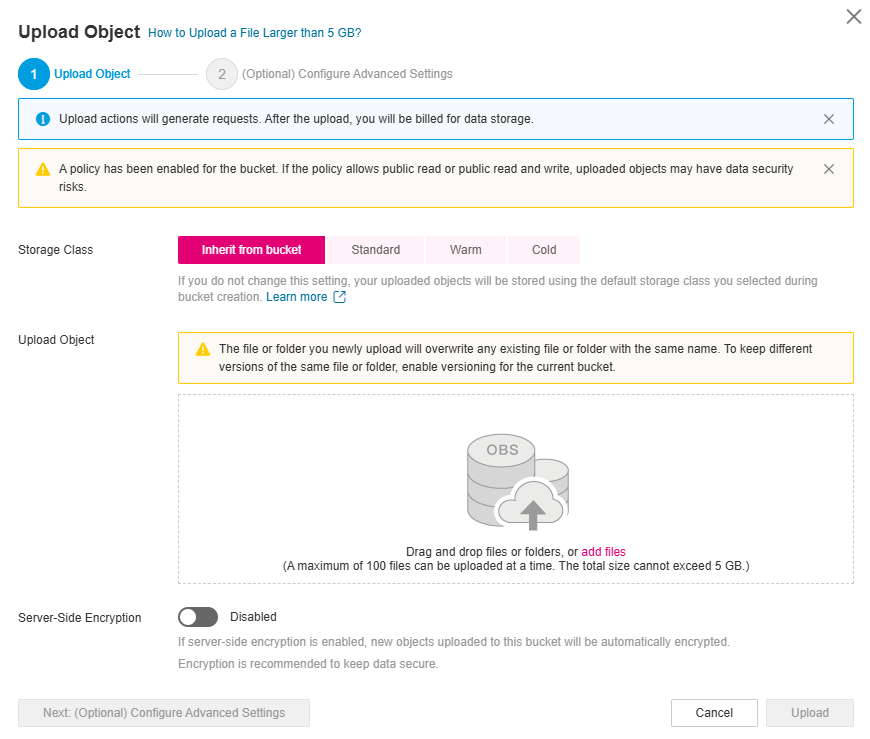 Upload Object How to Upload a File Larger than 5 GB?
1 Upload Object 2 (Optional) Configure Advanced Settings
Upload actions will generate requests. After the upload, you will be billed for data storage.
A policy has been enabled for the bucket. If the policy allows public read or public read and write, uploaded objects may have data security
risks.
Storage Class Inherit from bucket Standard Warm Cold
If you do not change this setting, your uploaded objects will be stored using the default storage class you selected during
bucket creation. Learn more
Upload Object
The file or folder you newly upload will overwrite any existing file or folder with the same name. To keep different
versions of the same file or folder, enable versioning for the current bucket.
OBS
Drag and drop files or folders, or add files
(A maximum of 100 files can be uploaded at a time. The total size cannot exceed 5 GB.)
Server-Side Encryption Disabled
If server-side encryption is enabled, new objects uploaded to this bucket will be automatically encrypted.
Encryption is recommended to keep data secure.
Next: (Optional) Configure Advanced Settings Cancel Upload